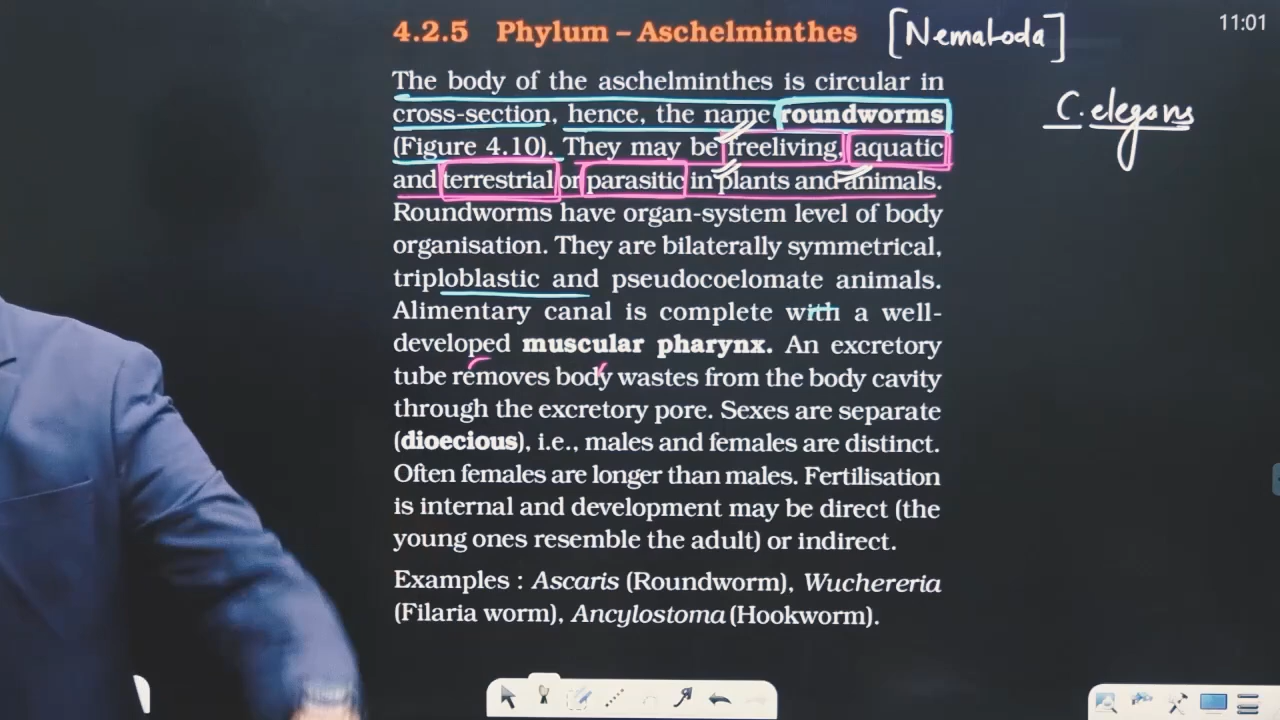 4.2.5 Phylum – Aschelminthes [Nematoda]
11:01
The body of the aschelminthes is circular in
cross-section, hence, the name roundworms
C. elegans
(Figure 4.10). They may be freeliving, aquatic
and terrestrial or parasitic in plants and animals.
Roundworms have organ-system level of body
organisation. They are bilaterally symmetrical,
triploblastic and pseudocoelomate animals.
Alimentary canal is complete with a well-
developed muscular pharynx. An excretory
tube removes body wastes from the body cavity
through the excretory pore. Sexes are separate
(dioecious), i.e., males and females are distinct.
Often females are longer than males. Fertilisation
is internal and development may be direct (the
young ones resemble the adult) or indirect.
Examples : Ascaris (Roundworm), Wuchereria
(Filaria worm), Ancylostoma (Hookworm).